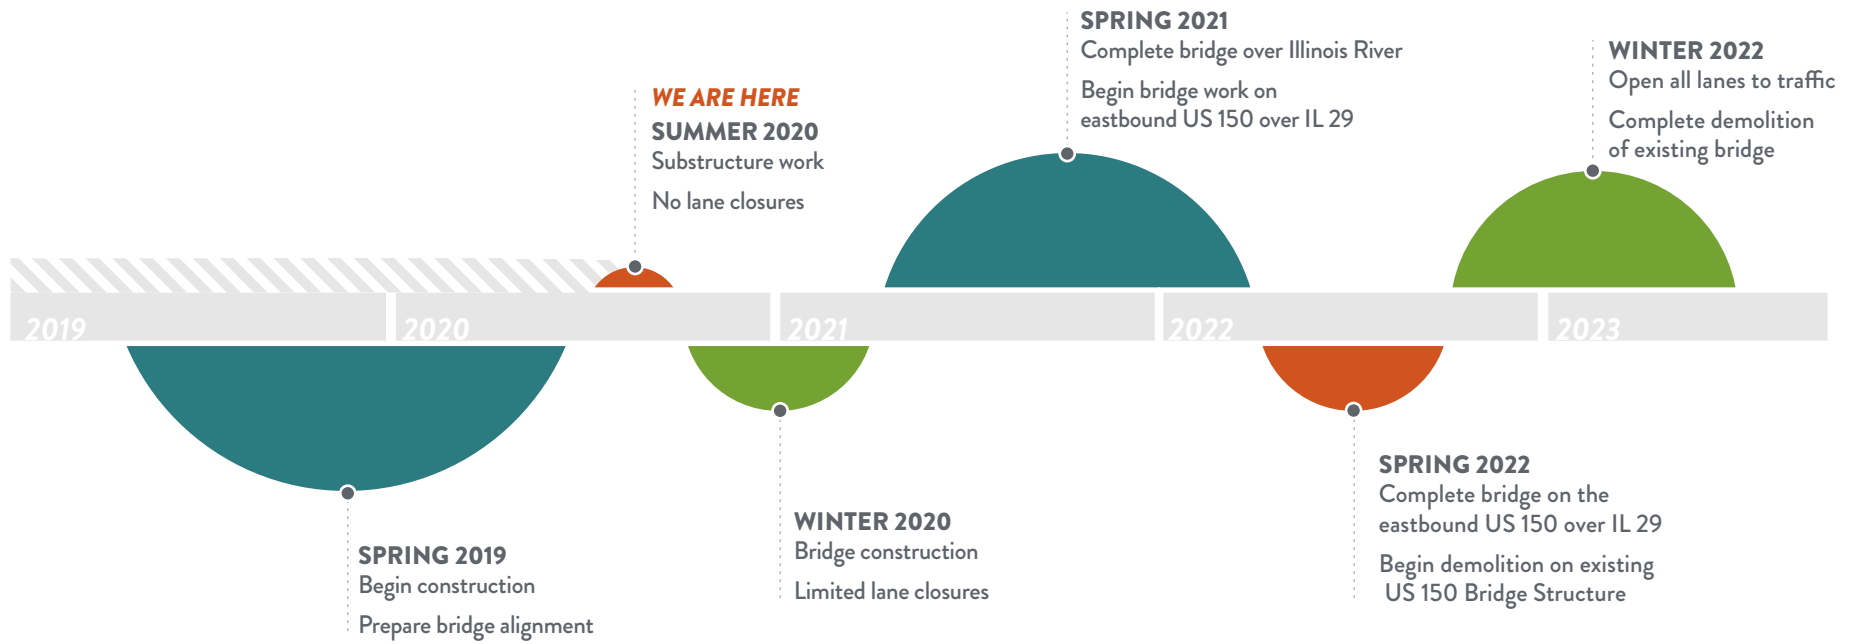 SPRING 2021
Complete bridge over Illinois River
Begin bridge work on
eastbound US 150 over IL 29
WINTER 2022
Open all lanes to traffic
Complete demolition
of existing bridge
WE ARE HERE
SUMMER 2020
Substructure work
No lane closures
2019
2020
2021
2022
2023
SPRING 2019
Begin construction
Prepare bridge alignment
WINTER 2020
Bridge construction
Limited lane closures
SPRING 2022
Complete bridge on the
eastbound US 150 over IL 29
Begin demolition on existing
US 150 Bridge Structure